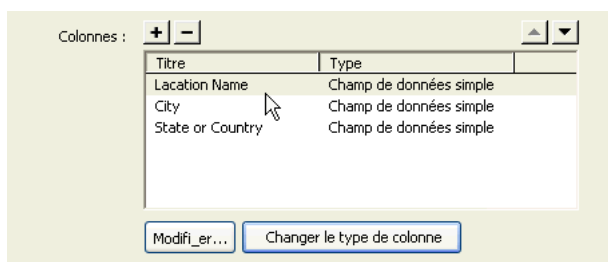 Colonnes : + −
Titre Type
Lacation Name Champ de données simple
City Champ de données simple
State or Country Champ de données simple
Modifi_er... Changer le type de colonne